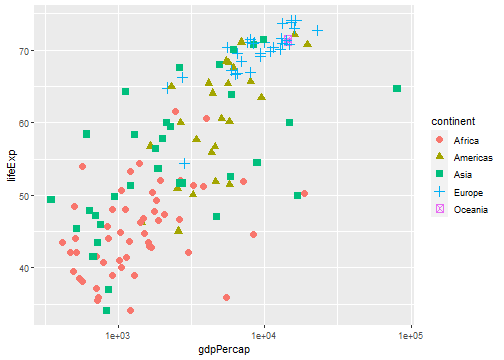 70
60
50
40
lifeExp
1e+03
1e+04
1e+05
gdpPercap
continent
Africa
Americas
Asia
Europe
Oceania